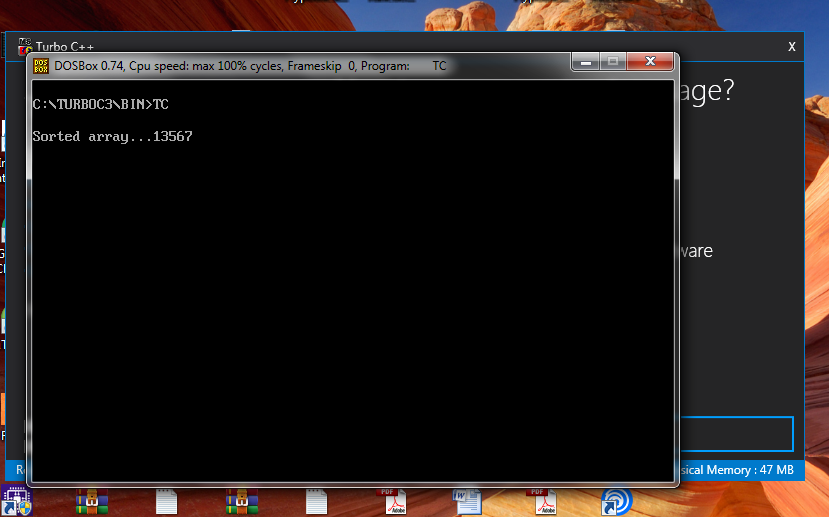 Turbo C++
X
DOSBox 0.74, Cpu speed: max 100% cycles, Frameskip 0, Program: TC
age?
C:\TURBOC3\BIN>TC
Sorted array...13567
ware
sical Memory : 47 MB